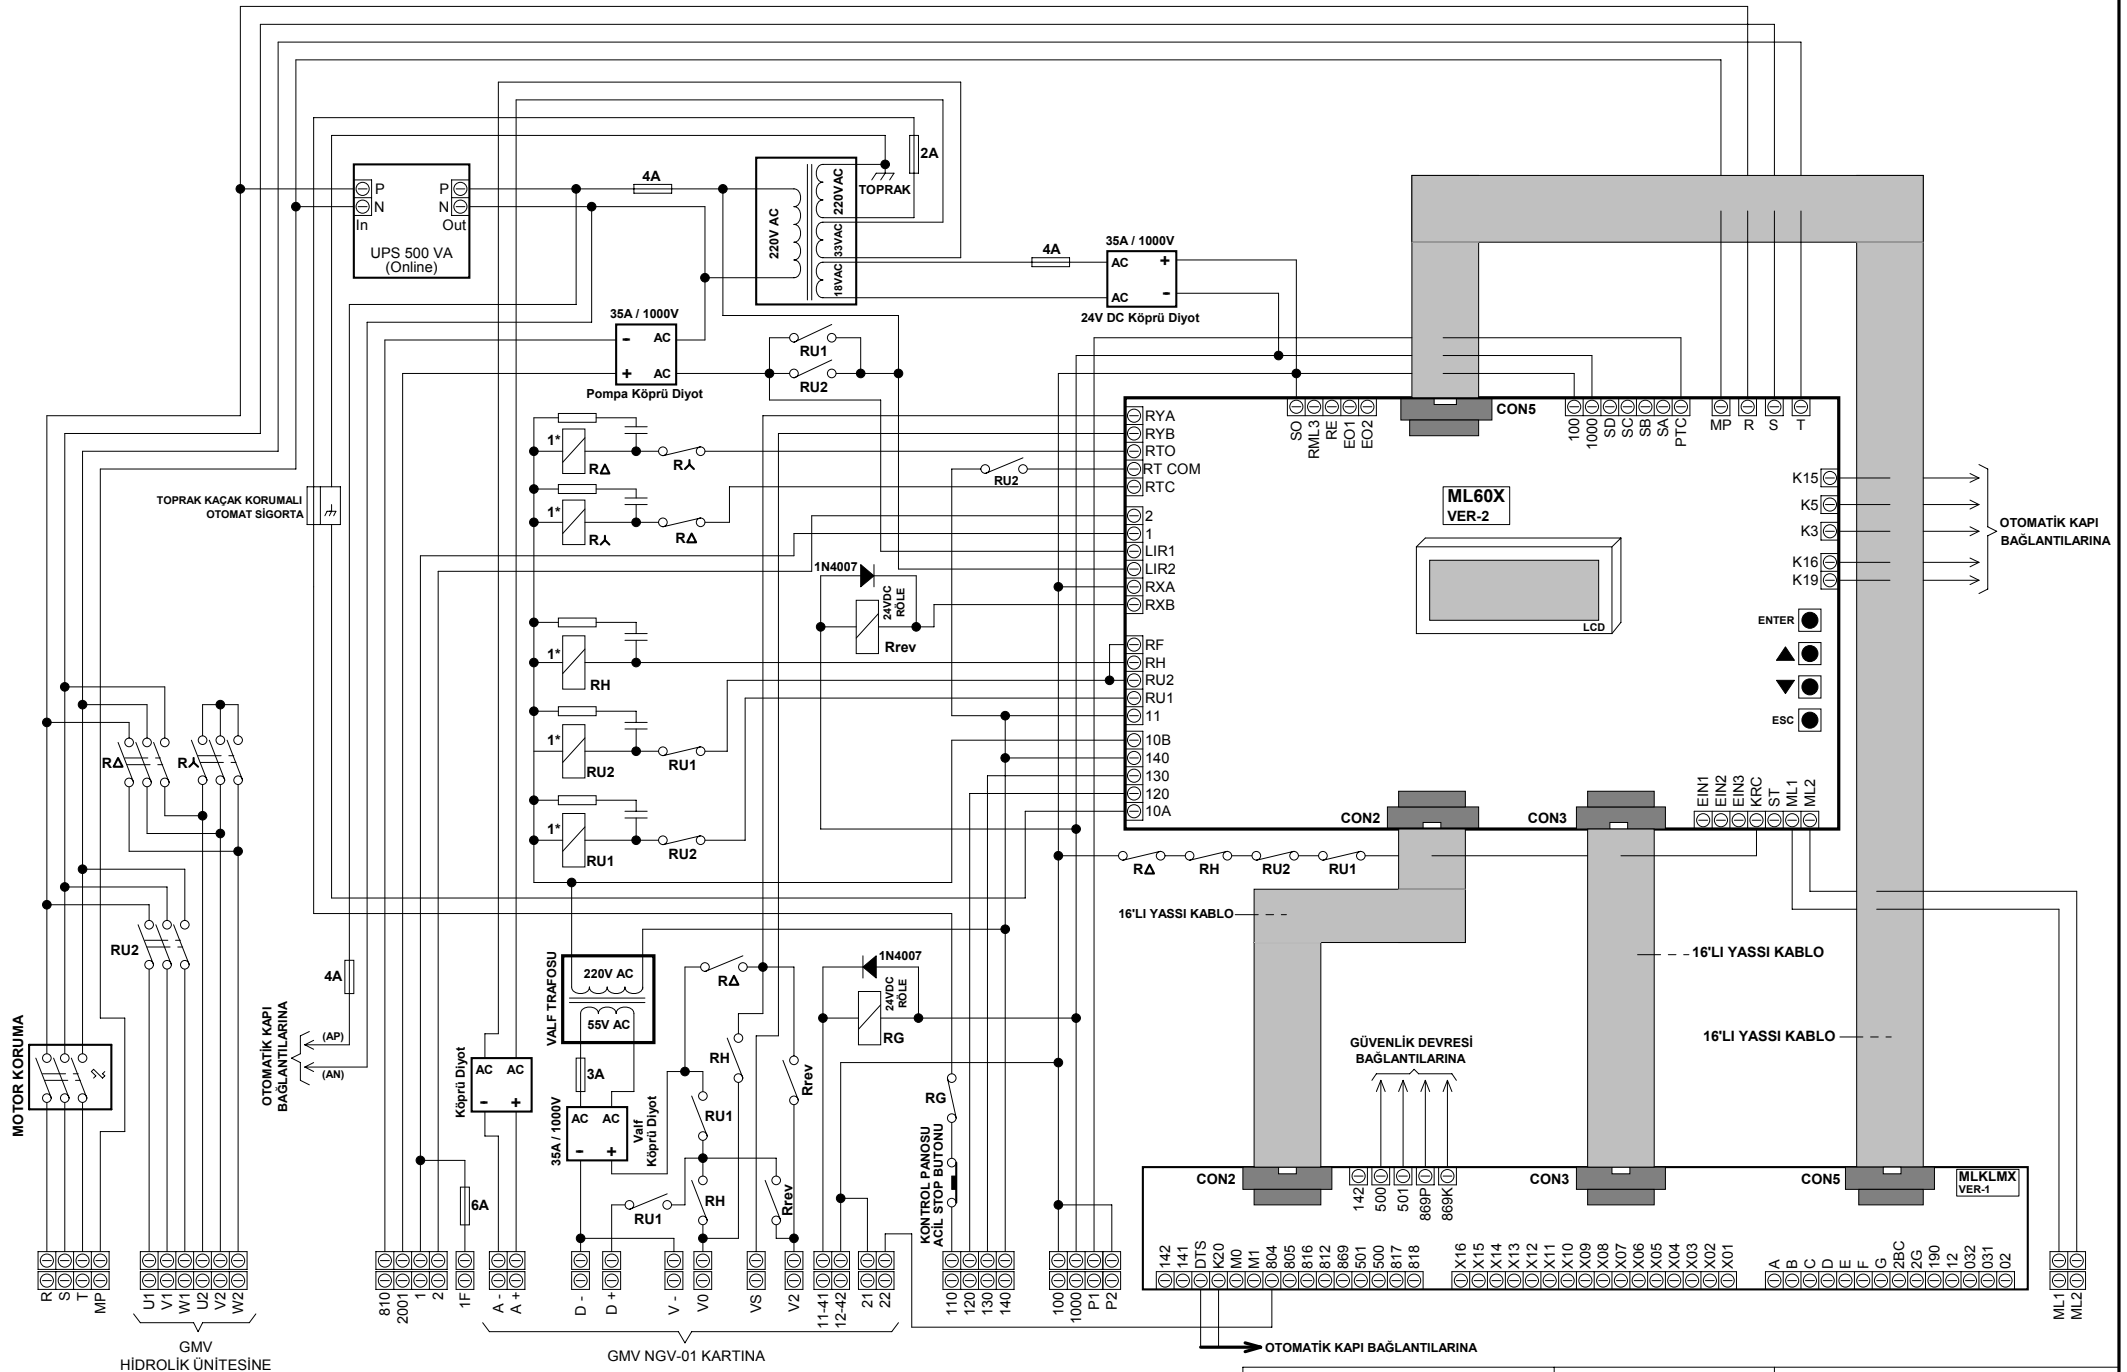 2A
4A
TOPRAK
220V AC
220V AC
33VAC
18VAC
P
N
In
P
N
Out
UPS 500 VA
(Online)
4A
35A / 1000V
AC
AC
+
-
24V DC Köprü Diyot
35A / 1000V
-
AC
+
AC
Pompa Köprü Diyot
RU1
RU2
CON5
SO
RML3
RE
EO1
EO2
100
1000
SD
SC
SB
SA
PTC
MP
R
S
T
RYA
RYB
RTO
RT COM
RTC
2
1
LIR1
LIR2
RXA
RXB
RF
RH
RU2
RU1
11
10B
140
130
120
10A
1*
R∆
R⅄
RU2
1*
R⅄
R∆
TOPRAK KAÇAK KORUMALI
OTOMAT SİGORTA
ML60X
VER-2
LCD
K15
K5
K3
K16
K19
OTOMATİK KAPI
BAĞLANTILARINA
ENTER
▲
▼
ESC
1N4007
24VDC
RÖLE
Rrev
1*
RH
1*
RU2
RU1
1*
RU1
RU2
R∆
R⅄
RU2
EIN1
EIN2
EIN3
KRC
ST
ML1
ML2
CON2
CON3
R∆
RH
RU2
RU1
16'LI YASSI KABLO
16'LI YASSI KABLO
16'LI YASSI KABLO
4A
OTOMATİK KAPI
BAĞLANTILARINA
(AP)
(AN)
MOTOR KORUMA
VALF TRAFOSU
220V AC
55V AC
3A
35A / 1000V
AC
AC
-
+
Valf
Köprü Diyot
Köprü Diyot
AC
AC
-
+
R∆
RH
Rrev
RU1
RU1
RH
Rrev
1N4007
24VDC
RÖLE
RG
RG
KONTROL PANOSU
ACİL STOP BUTONU
6A
GÜVENLİK DEVRESİ
BAĞLANTILARINA
CON2
142
500
501
869P
869K
CON3
CON5
MLKLMX
VER-1
R
S
T
MP
U1
V1
W1
U2
V2
W2
810
2001
1
2
1F
A -
A +
D -
D +
V -
V0
VS
V2
11-41
12-42
21
22
110
120
130
140
100
1000
P1
P2
142
141
DTS
K20
M0
M1
804
805
816
812
869
501
500
817
818
X16
X15
X14
X13
X12
X11
X10
X09
X08
X07
X06
X05
X04
X03
X02
X01
A
B
C
D
E
F
G
2BC
2G
190
12
032
031
02
ML1
ML2
GMV
HİDROLİK ÜNİTESİNE
GMV NGV-01 KARTINA
OTOMATİK KAPI BAĞLANTILARINA